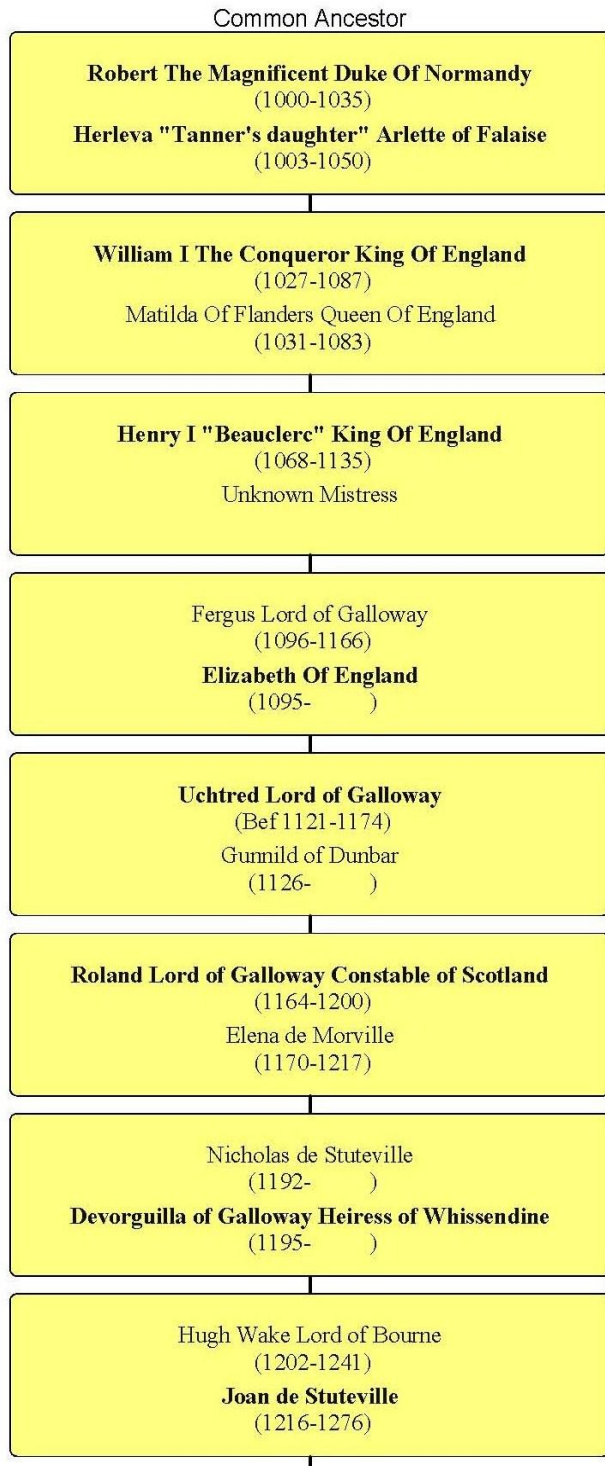 Common Ancestor
Robert The Magnificent Duke Of Normandy
(1000-1035)
Herleva "Tanner's daughter" Arlette of Falaise
(1003-1050)
William I The Conqueror King Of England
(1027-1087)
Matilda Of Flanders Queen Of England
(1031-1083)
Henry I "Beauclerc" King Of England
(1068-1135)
Unknown Mistress
Fergus Lord of Galloway
(1096-1166)
Elizabeth Of England
(1095- )
Uchtred Lord of Galloway
(Bef 1121-1174)
Gunnild of Dunbar
(1126- )
Roland Lord of Galloway Constable of Scotland
(1164-1200)
Elena de Morville
(1170-1217)
Nicholas de Stuteville
(1192- )
Devorguilla of Galloway Heiress of Whissendine
(1195- )
Hugh Wake Lord of Bourne
(1202-1241)
Joan de Stuteville
(1216-1276)